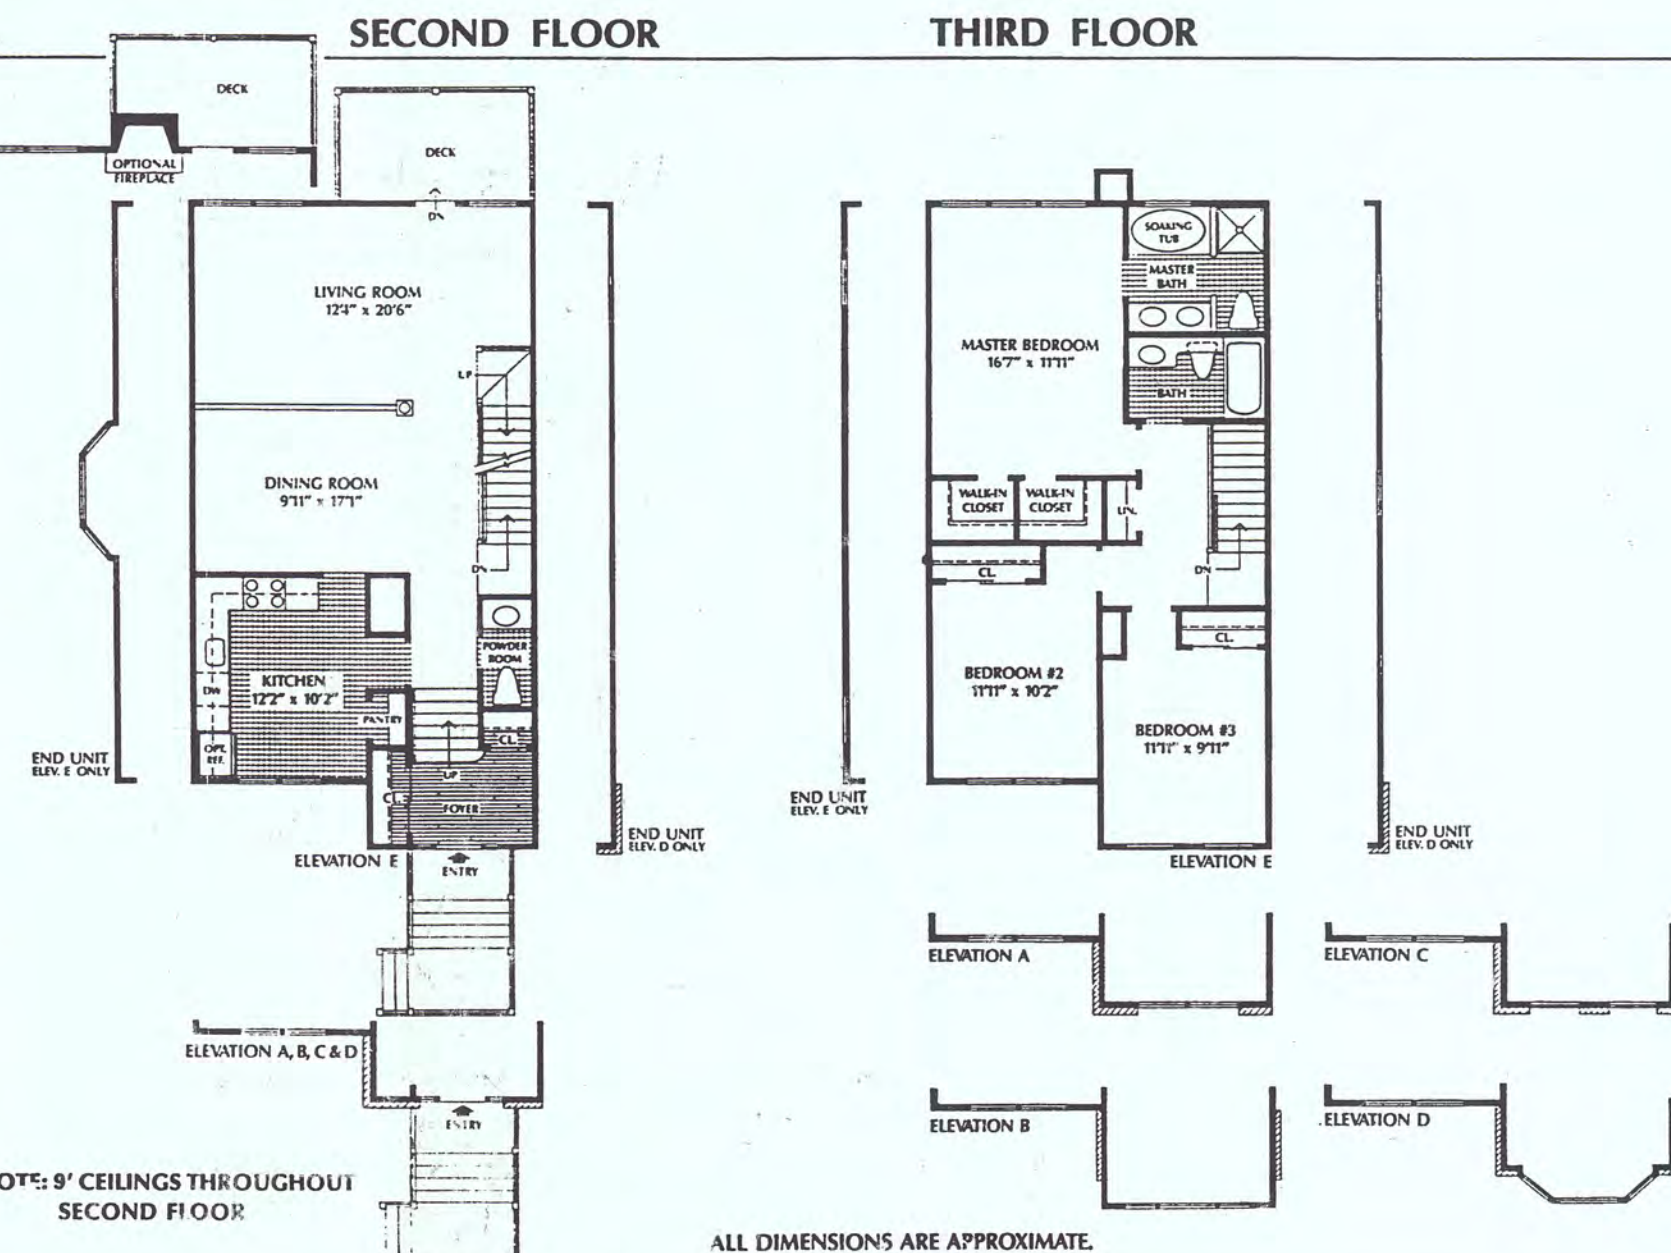 SECOND FLOOR
THIRD FLOOR
DECK
OPTIONAL
FIREPLACE
DECK
DN
LIVING ROOM
12'4" x 20'6"
UP
DINING ROOM
9'11" x 17'1"
DN
POWDER
ROOM
KITCHEN
12'2" x 10'2"
DW
PANTRY
OPT.
REF.
CL.
UP
CL.
FOYER
END UNIT
ELEV. E ONLY
END UNIT
ELEV. D ONLY
ELEVATION E
ENTRY
ELEVATION A, B, C & D
ENTRY
OTE: 9' CEILINGS THROUGHOUT
SECOND FLOOR
SOAKING
TUB
MASTER
BATH
MASTER BEDROOM
16'7" x 11'11"
BATH
WALK-IN
CLOSET
WALK-IN
CLOSET
LIN.
CL.
DN
CL.
BEDROOM #2
11'11" x 10'2"
BEDROOM #3
11'11" x 9'11"
END UNIT
ELEV. E ONLY
END UNIT
ELEV. D ONLY
ELEVATION E
ELEVATION A
ELEVATION C
ELEVATION B
ELEVATION D
ALL DIMENSIONS ARE APPROXIMATE.